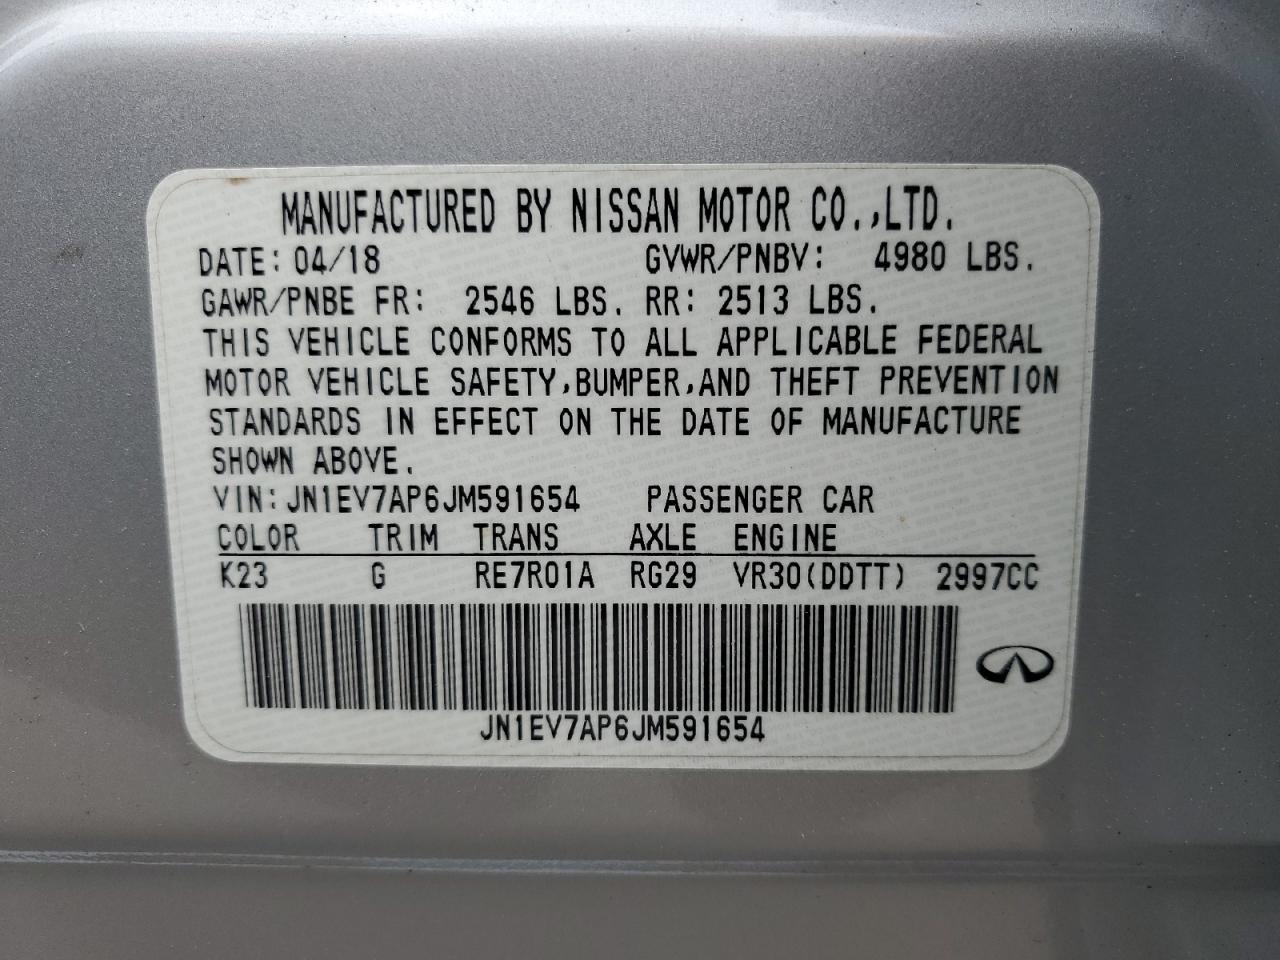 MANUFACTURED BY NISSAN MOTOR CO.,LTD.
DATE: 04/18 GVWR/PNBV: 4980 LBS.
GAWR/PNBE FR: 2546 LBS. RR: 2513 LBS.
THIS VEHICLE CONFORMS TO ALL APPLICABLE FEDERAL
MOTOR VEHICLE SAFETY,BUMPER,AND THEFT PREVENTION
STANDARDS IN EFFECT ON THE DATE OF MANUFACTURE
SHOWN ABOVE.
VIN:JN1EV7AP6JM591654 PASSENGER CAR
COLOR TRIM TRANS AXLE ENGINE
K23 G RE7R01A RG29 VR30(DDTT) 2997CC
JN1EV7AP6JM591654